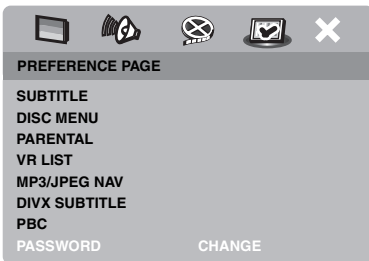 PREFERENCE PAGE
SUBTITLE
DISC MENU
PARENTAL
VR LIST
MP3/JPEG NAV
DIVX SUBTITLE
PBC
PASSWORD CHANGE